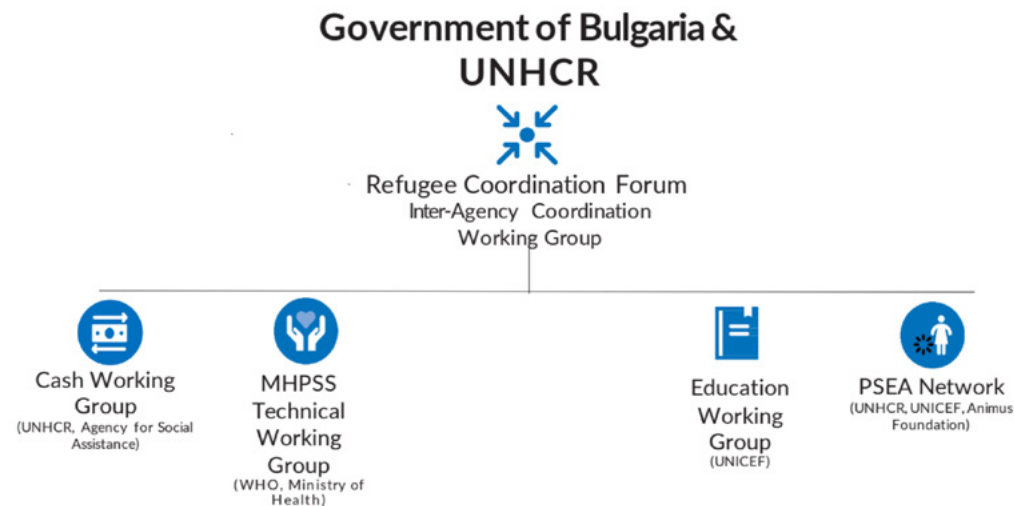 Government of Bulgaria &
UNHCR
Refugee Coordination Forum
Inter-Agency Coordination
Working Group
Cash Working
Group
(UNHCR, Agency for Social
Assistance)
MHPSS
Technical
Working
Group
(WHO, Ministry of
Health)
Education
Working
Group
(UNICEF)
PSEA Network
(UNHCR, UNICEF, Animus
Foundation)